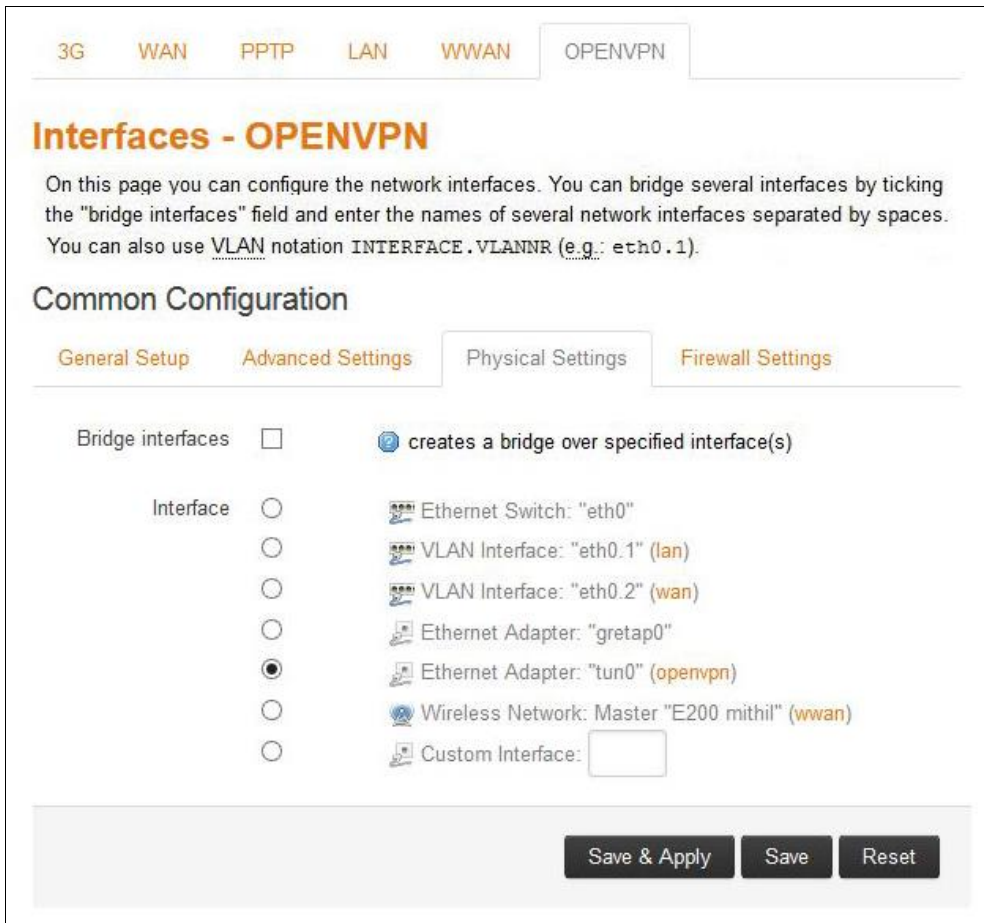 3G WAN PPTP LAN WWAN OPENVPN
Interfaces - OPENVPN
On this page you can configure the network interfaces. You can bridge several interfaces by ticking
the "bridge interfaces" field and enter the names of several network interfaces separated by spaces.
You can also use VLAN notation INTERFACE.VLANNR (e.g.: eth0.1).
Common Configuration
General Setup Advanced Settings Physical Settings Firewall Settings
Bridge interfaces creates a bridge over specified interface(s)
Interface Ethernet Switch: "eth0"
VLAN Interface: "eth0.1" (lan)
VLAN Interface: "eth0.2" (wan)
Ethernet Adapter: "gretap0"
Ethernet Adapter: "tun0" (openvpn)
Wireless Network: Master "E200 mithil" (wwan)
Custom Interface:
Save & Apply Save Reset